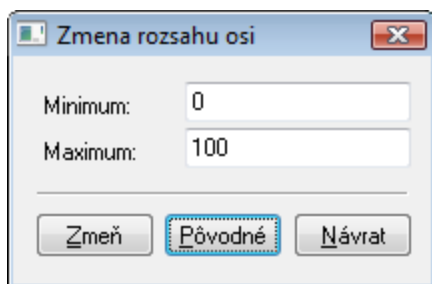 Zmena rozsahu osi
Minimum: 0
Maximum: 100
Zmeň Pôvodné Návrat